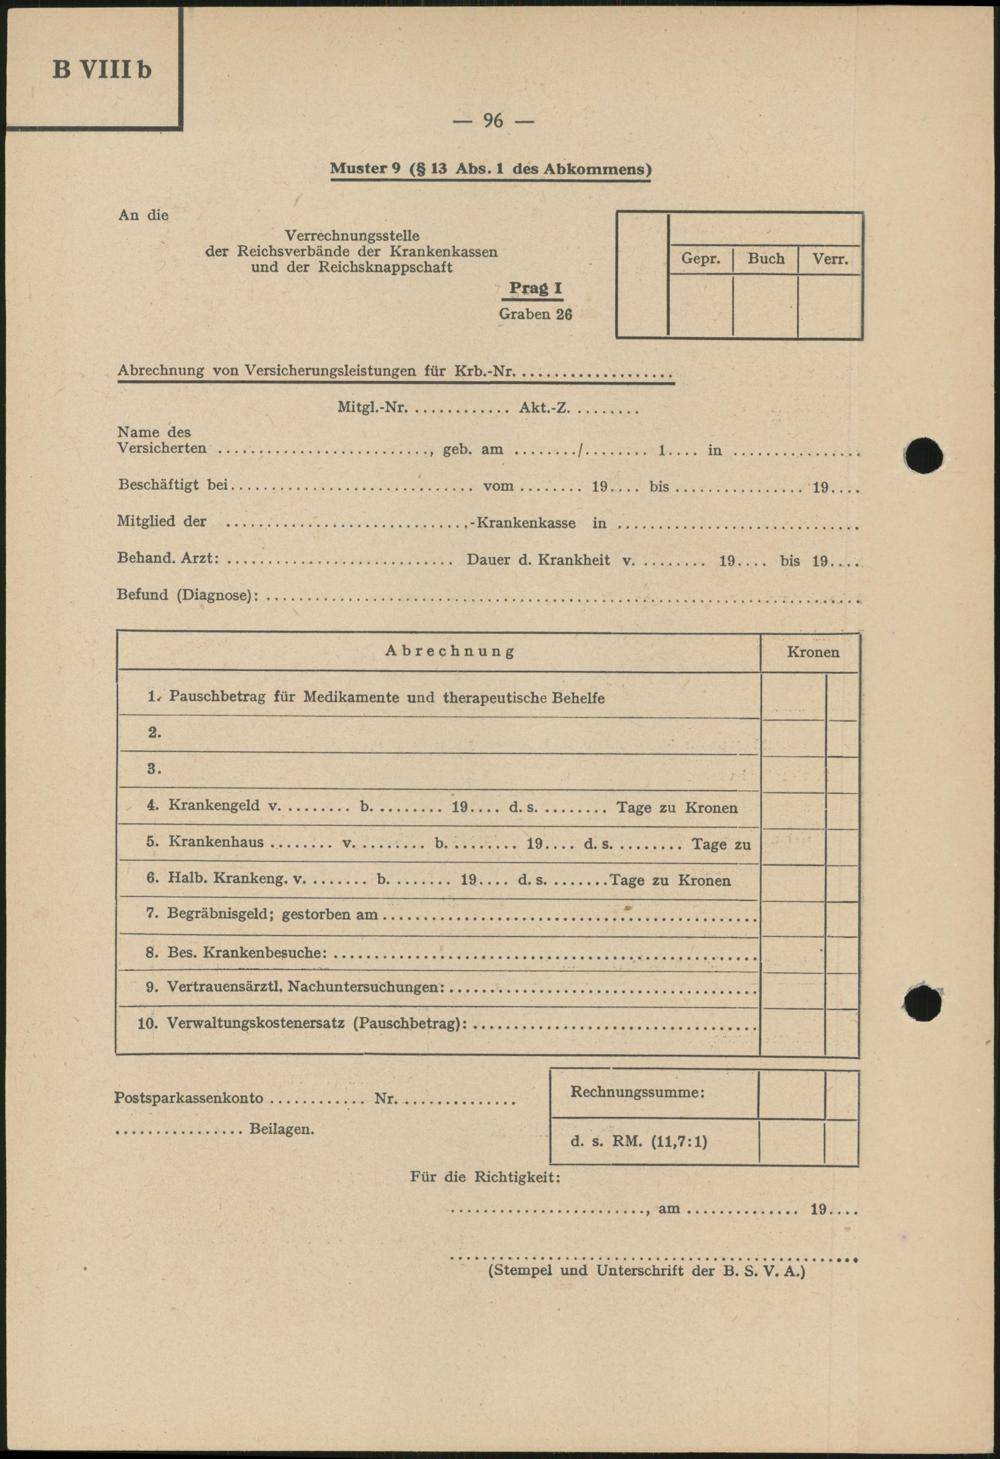 B VIII b
— 96 —
Muster 9 (§ 13 Abs. 1 des Abkommens)
An die
Verrechnungsstelle
der Reichsverbände der Krankenkassen
und der Reichsknappschaft
Prag I
Graben 26
Gepr. Buch Verr.
Abrechnung von Versicherungsleistungen für Krb.-Nr. ...................
Mitgl.-Nr. ............ Akt.-Z. .........
Name des
Versicherten .........................., geb. am ......../........ 1.... in ................
Beschäftigt bei.............................. vom ........ 19.... bis ................ 19....
Mitglied der ..............................-Krankenkasse in ..............................
Behand. Arzt: ............................ Dauer d. Krankheit v. ........ 19.... bis 19....
Befund (Diagnose): ..........................................................................
Abrechnung Kronen
1. Pauschbetrag für Medikamente und therapeutische Behelfe
2.
3.
4. Krankengeld v. ........ b. ........ 19.... d. s. ........ Tage zu Kronen
5. Krankenhaus ........ v. ........ b. ........ 19.... d. s. ........ Tage zu
6. Halb. Krankeng. v. ....... b. ....... 19.... d. s. .......Tage zu Kronen
7. Begräbnisgeld; gestorben am ..............................................
8. Bes. Krankenbesuche: ....................................................
9. Vertrauensärztl. Nachuntersuchungen: ......................................
10. Verwaltungskostenersatz (Pauschbetrag): ...................................
Postsparkassenkonto ............ Nr. ..............
................ Beilagen.
Rechnungssumme:
d. s. RM. (11,7:1)
Für die Richtigkeit:
........................, am .............. 19....
..................................................
(Stempel und Unterschrift der B. S. V. A.)